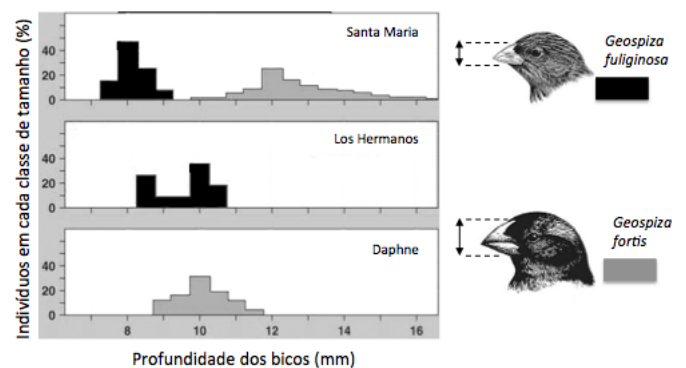 Indivíduos em cada classe de tamanho (%)
Santa Maria
40
20
0
Los Hermanos
40
20
0
Daphne
40
20
0
8 10 12 14 16
Profundidade dos bicos (mm)
Geospiza
fuliginosa
Geospiza
fortis